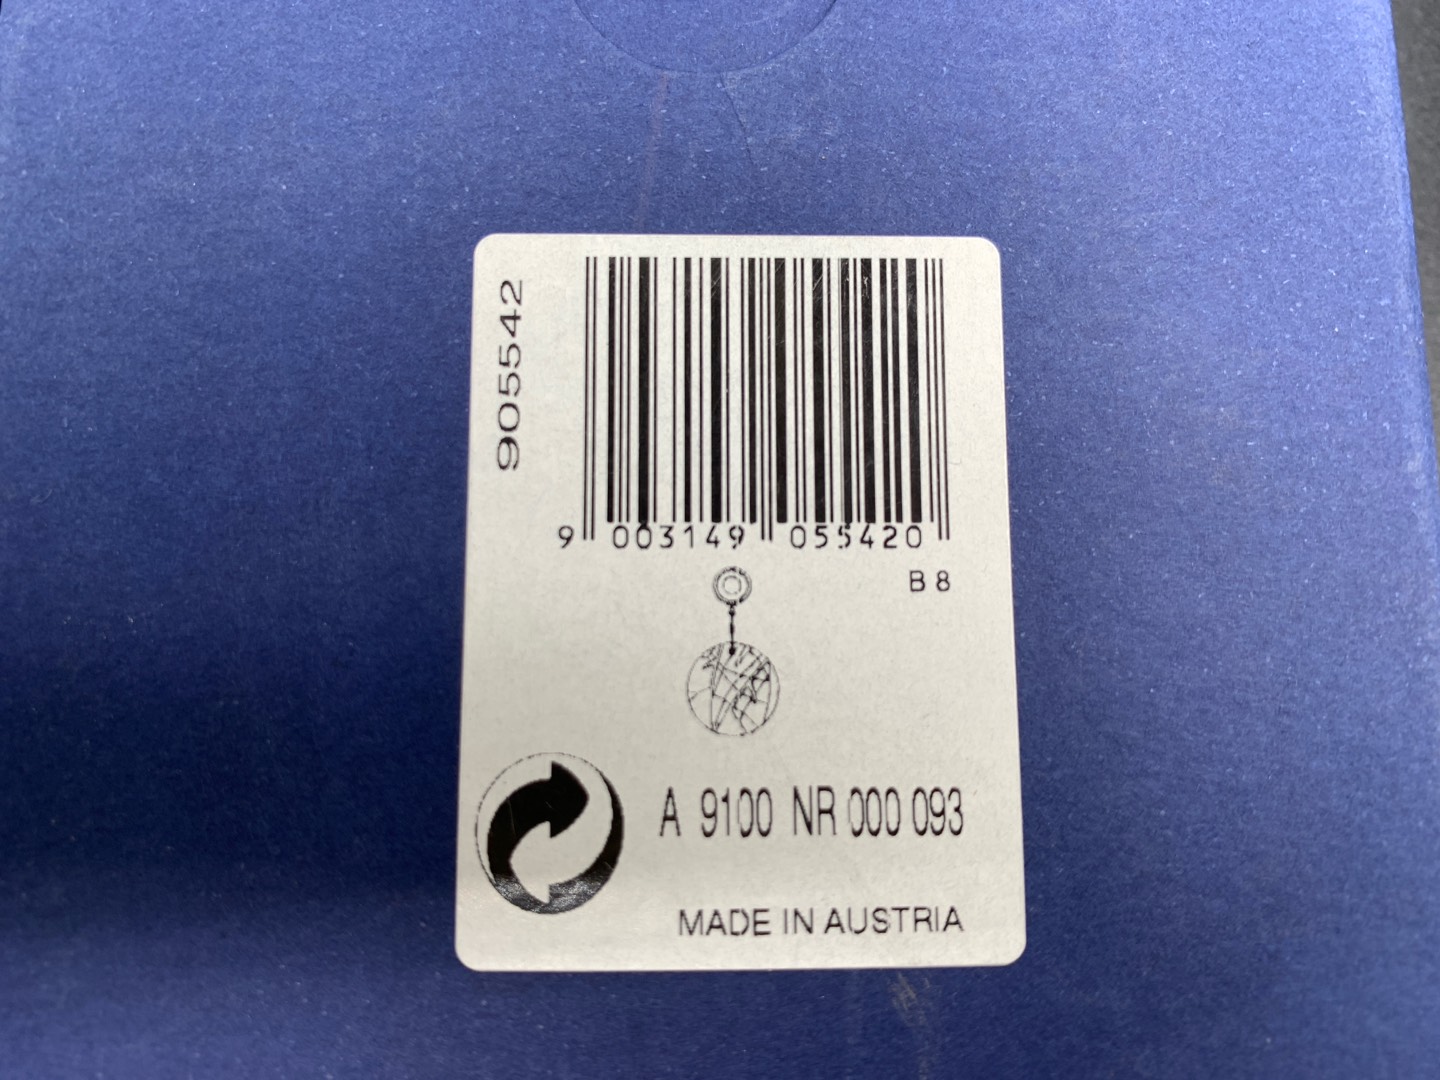 905542
9 003149 055420
B 8
A 9100 NR 000 093
MADE IN AUSTRIA